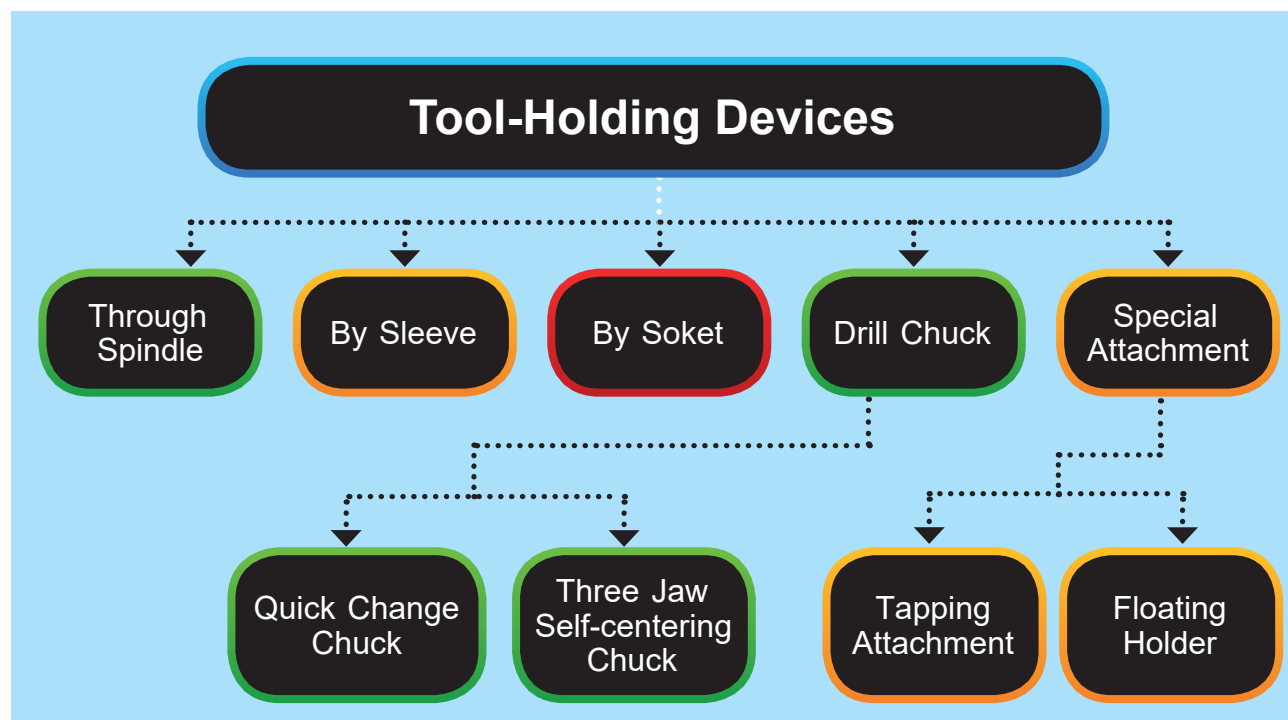 Tool-Holding Devices
Through
Spindle
By Sleeve
By Soket
Drill Chuck
Special
Attachment
Quick Change
Chuck
Three Jaw
Self-centering
Chuck
Tapping
Attachment
Floating
Holder